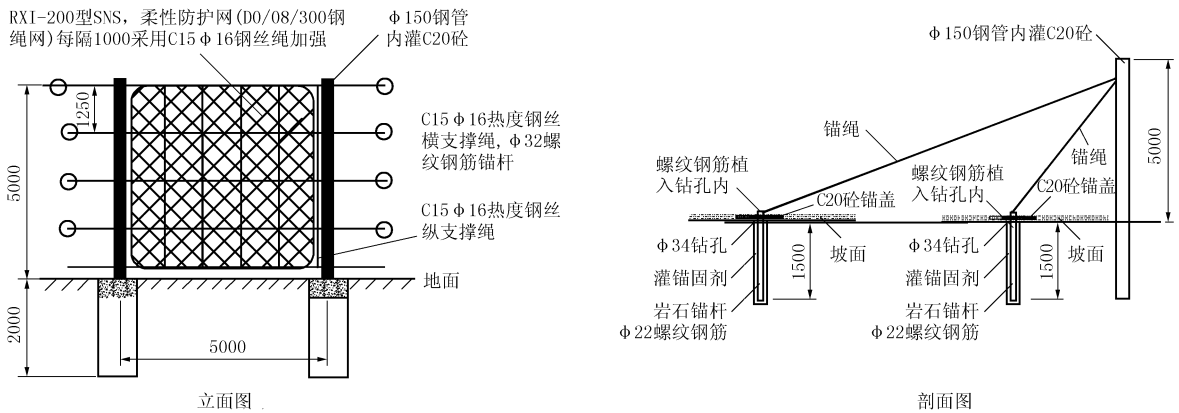 RXI-200型SNS，柔性防护网(D0/08/300钢
绳网)每隔1000采用C15φ16钢丝绳加强
φ150钢管
内灌C20砼
1250
5000
C15φ16热度钢丝
横支撑绳，φ32螺
纹钢筋锚杆
C15φ16热度钢丝
纵支撑绳
地面
2000
5000
立面图
φ150钢管内灌C20砼
锚绳
锚绳
5000
螺纹钢筋植
入钻孔内
C20砼锚盖
螺纹钢筋植
入钻孔内
C20砼锚盖
φ34钻孔
1500
坡面
灌锚固剂
岩石锚杆
φ22螺纹钢筋
φ34钻孔
1500
坡面
灌锚固剂
岩石锚杆
φ22螺纹钢筋
剖面图